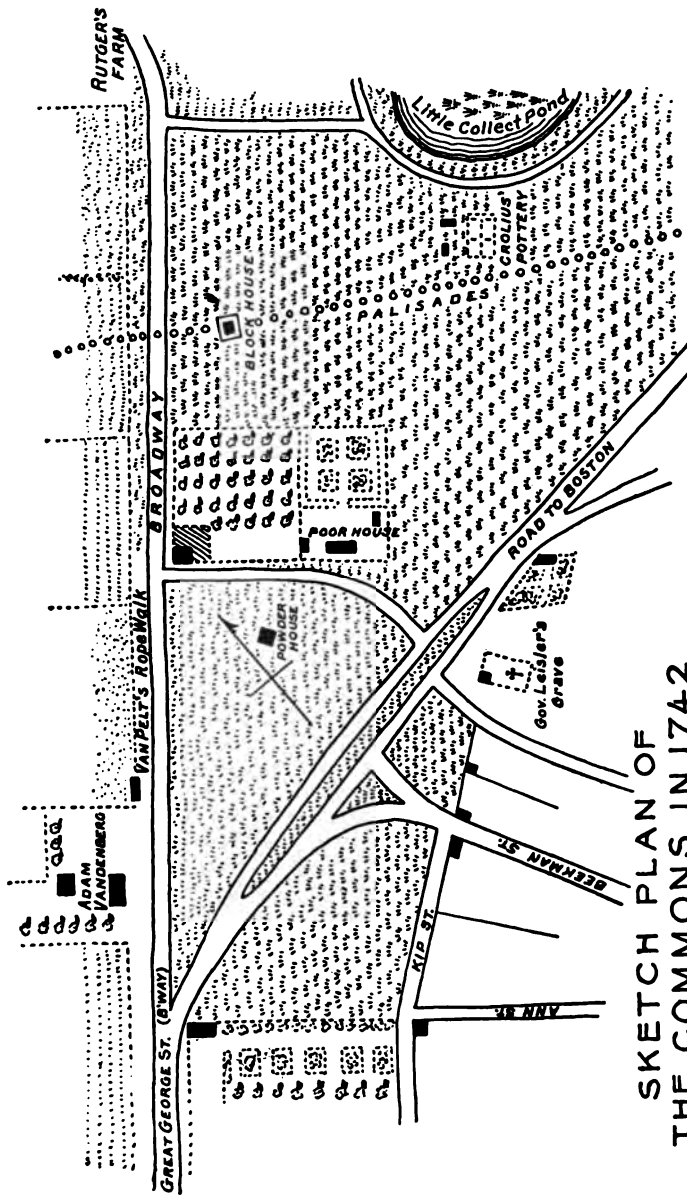 RUTGER'S
FARM
Little Collect Pond
CROLIUS'
POTTERY
PALISADES
BLOCK HOUSE
BROADWAY
POOR HOUSE
ROAD TO BOSTON
POWDER
HOUSE
VAN PELT'S RopeWalk
Gov. Leisler's
Grave
ADAM
VANDENBERG
BEEKMAN ST.
KIP ST.
ANN ST.
GREAT GEORGE ST. (B'WAY)
SKETCH PLAN OF
THE COMMONS IN 1742